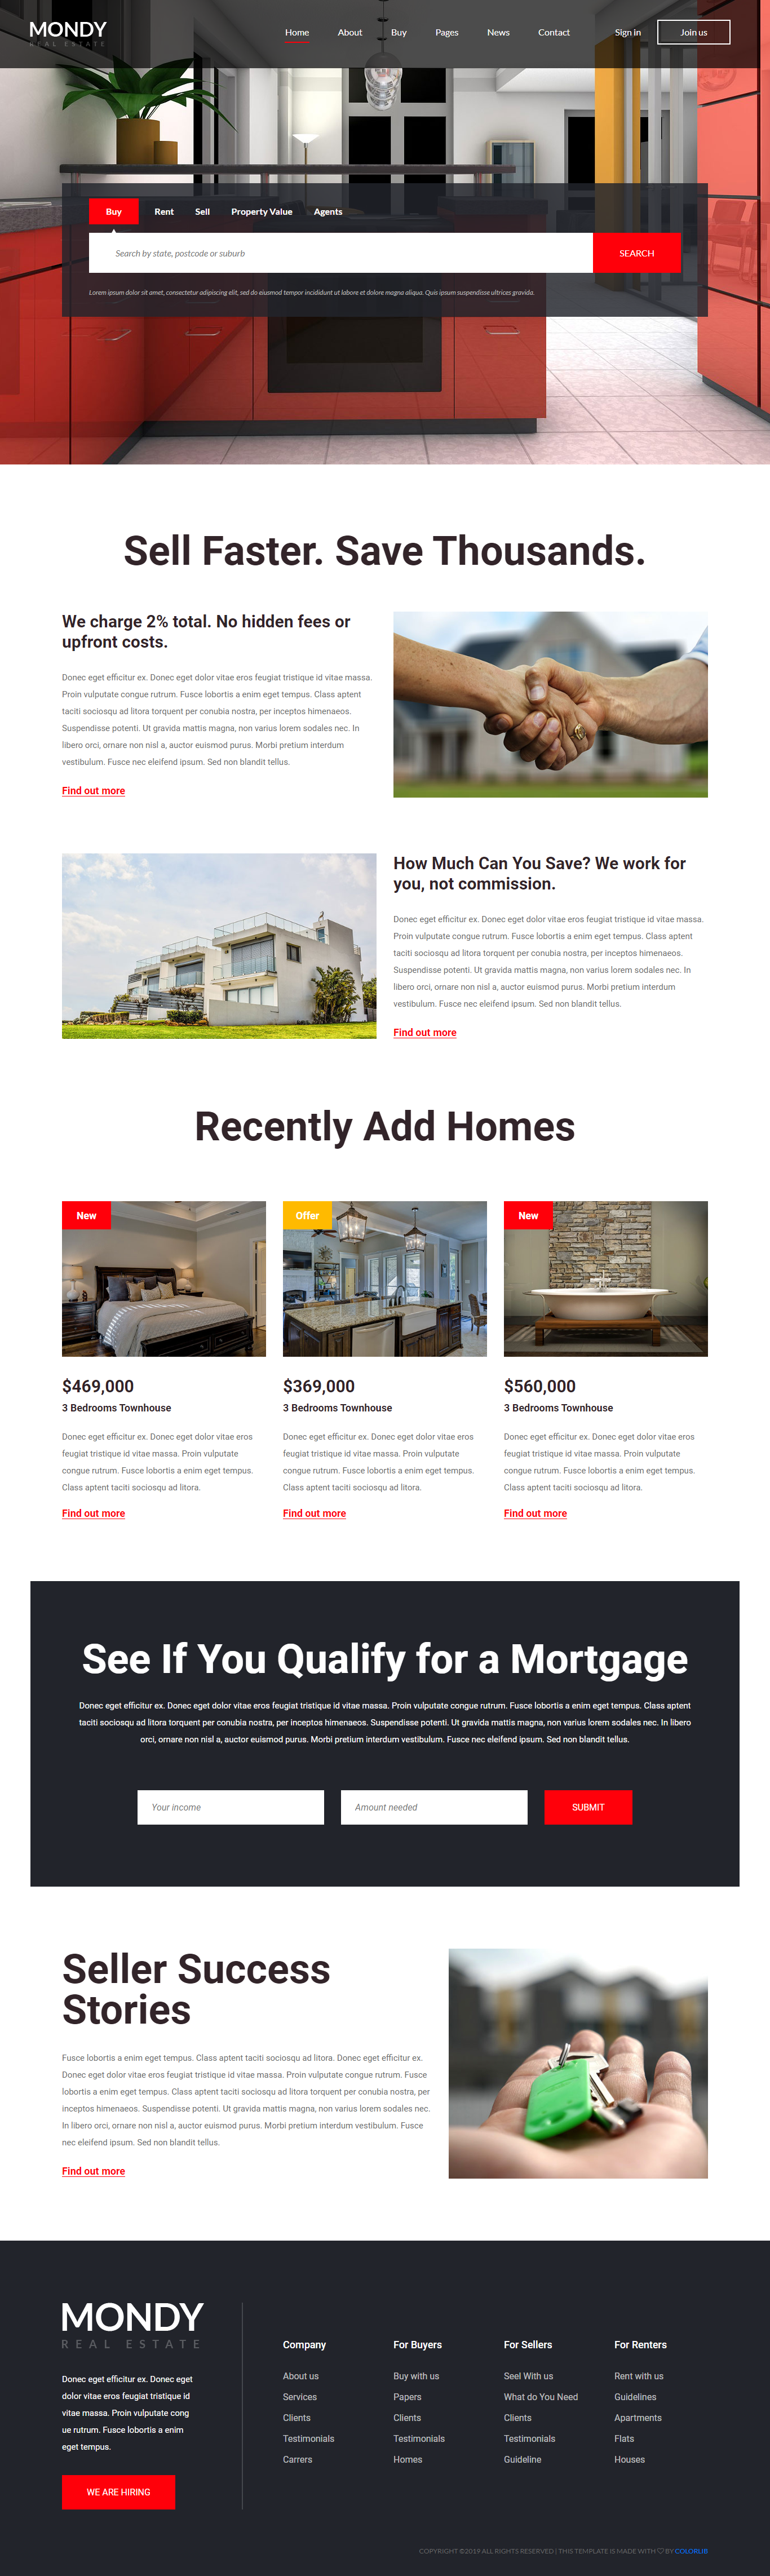 MONDY
REAL ESTATE
Home About Buy Pages News Contact Sign in Join us
Buy Rent Sell Property Value Agents
Search by state, postcode or suburb
SEARCH
Lorem ipsum dolor sit amet, consectetur adipiscing elit, sed do eiusmod tempor incididunt ut labore et dolore magna aliqua. Quis ipsum suspendisse ultrices gravida.
Sell Faster. Save Thousands.
We charge 2% total. No hidden fees or
upfront costs.
Donec eget efficitur ex. Donec eget dolor vitae eros feugiat tristique id vitae massa.
Proin vulputate congue rutrum. Fusce lobortis a enim eget tempus. Class aptent
taciti sociosqu ad litora torquent per conubia nostra, per inceptos himenaeos.
Suspendisse potenti. Ut gravida mattis magna, non varius lorem sodales nec. In
libero orci, ornare non nisl a, auctor euismod purus. Morbi pretium interdum
vestibulum. Fusce nec eleifend ipsum. Sed non blandit tellus.
Find out more
How Much Can You Save? We work for
you, not commission.
Donec eget efficitur ex. Donec eget dolor vitae eros feugiat tristique id vitae massa.
Proin vulputate congue rutrum. Fusce lobortis a enim eget tempus. Class aptent
taciti sociosqu ad litora torquent per conubia nostra, per inceptos himenaeos.
Suspendisse potenti. Ut gravida mattis magna, non varius lorem sodales nec. In
libero orci, ornare non nisl a, auctor euismod purus. Morbi pretium interdum
vestibulum. Fusce nec eleifend ipsum. Sed non blandit tellus.
Find out more
Recently Add Homes
New
$469,000
3 Bedrooms Townhouse
Donec eget efficitur ex. Donec eget dolor vitae eros
feugiat tristique id vitae massa. Proin vulputate
congue rutrum. Fusce lobortis a enim eget tempus.
Class aptent taciti sociosqu ad litora.
Find out more
Offer
$369,000
3 Bedrooms Townhouse
Donec eget efficitur ex. Donec eget dolor vitae eros
feugiat tristique id vitae massa. Proin vulputate
congue rutrum. Fusce lobortis a enim eget tempus.
Class aptent taciti sociosqu ad litora.
Find out more
New
$560,000
3 Bedrooms Townhouse
Donec eget efficitur ex. Donec eget dolor vitae eros
feugiat tristique id vitae massa. Proin vulputate
congue rutrum. Fusce lobortis a enim eget tempus.
Class aptent taciti sociosqu ad litora.
Find out more
See If You Qualify for a Mortgage
Donec eget efficitur ex. Donec eget dolor vitae eros feugiat tristique id vitae massa. Proin vulputate congue rutrum. Fusce lobortis a enim eget tempus. Class aptent
taciti sociosqu ad litora torquent per conubia nostra, per inceptos himenaeos. Suspendisse potenti. Ut gravida mattis magna, non varius lorem sodales nec. In libero
orci, ornare non nisl a, auctor euismod purus. Morbi pretium interdum vestibulum. Fusce nec eleifend ipsum. Sed non blandit tellus.
Your income
Amount needed
SUBMIT
Seller Success
Stories
Fusce lobortis a enim eget tempus. Class aptent taciti sociosqu ad litora. Donec eget efficitur ex.
Donec eget dolor vitae eros feugiat tristique id vitae massa. Proin vulputate congue rutrum. Fusce
lobortis a enim eget tempus. Class aptent taciti sociosqu ad litora torquent per conubia nostra, per
inceptos himenaeos. Suspendisse potenti. Ut gravida mattis magna, non varius lorem sodales nec.
In libero orci, ornare non nisl a, auctor euismod purus. Morbi pretium interdum vestibulum. Fusce
nec eleifend ipsum. Sed non blandit tellus.
Find out more
MONDY
REAL ESTATE
Donec eget efficitur ex. Donec eget
dolor vitae eros feugiat tristique id
vitae massa. Proin vulputate cong
ue rutrum. Fusce lobortis a enim
eget tempus.
WE ARE HIRING
Company
About us
Services
Clients
Testimonials
Carrers
For Buyers
Buy with us
Papers
Clients
Testimonials
Homes
For Sellers
Seel With us
What do You Need
Clients
Testimonials
Guideline
For Renters
Rent with us
Guidelines
Apartments
Flats
Houses
COPYRIGHT ©2019 ALL RIGHTS RESERVED | THIS TEMPLATE IS MADE WITH ♡ BY COLORLIB